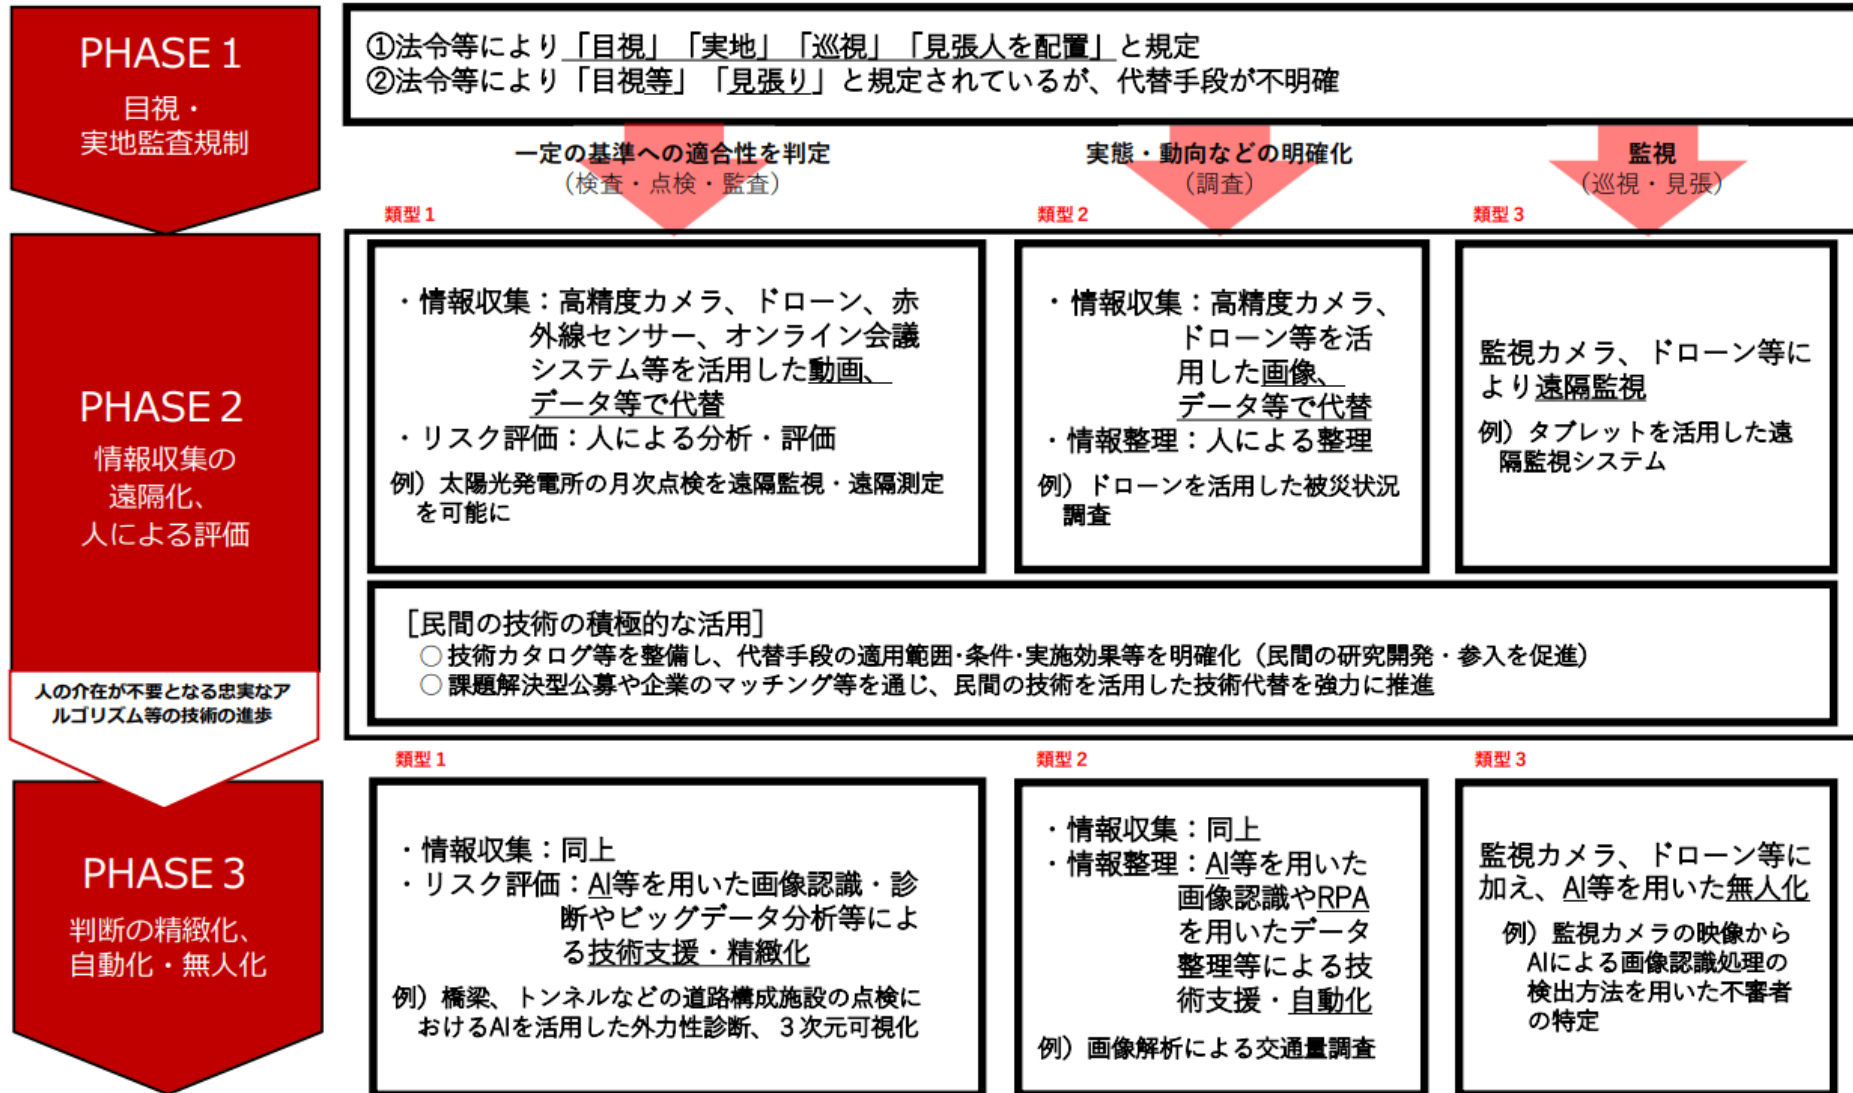 PHASE 1
目視・
実地監査規制
①法令等により「目視」「実地」「巡視」「見張人を配置」と規定
②法令等により「目視等」「見張り」と規定されているが、代替手段が不明確
一定の基準への適合性を判定
（検査・点検・監査）
実態・動向などの明確化
（調査）
監視
（巡視・見張）
類型1
類型2
類型3
PHASE 2
情報収集の
遠隔化、
人による評価
・情報収集：高精度カメラ、ドローン、赤
外線センサー、オンライン会議
システム等を活用した動画、
データ等で代替
・リスク評価：人による分析・評価
例）太陽光発電所の月次点検を遠隔監視・遠隔測定
を可能に
・情報収集：高精度カメラ、
ドローン等を活
用した画像、
データ等で代替
・情報整理：人による整理
例）ドローンを活用した被災状況
調査
監視カメラ、ドローン等に
より遠隔監視
例）タブレットを活用した遠
隔監視システム
［民間の技術の積極的な活用］
○技術カタログ等を整備し、代替手段の適用範囲･条件･実施効果等を明確化（民間の研究開発・参入を促進）
○課題解決型公募や企業のマッチング等を通じ、民間の技術を活用した技術代替を強力に推進
人の介在が不要となる忠実なア
ルゴリズム等の技術の進歩
類型1
類型2
類型3
PHASE 3
判断の精緻化、
自動化・無人化
・情報収集：同上
・リスク評価：AI等を用いた画像認識・診
断やビッグデータ分析等によ
る技術支援・精緻化
例）橋梁、トンネルなどの道路構成施設の点検に
おけるAIを活用した外力性診断、３次元可視化
・情報収集：同上
・情報整理：AI等を用いた
画像認識やRPA
を用いたデータ
整理等による技
術支援・自動化
例）画像解析による交通量調査
監視カメラ、ドローン等に
加え、AI等を用いた無人化
例）監視カメラの映像から
AIによる画像認識処理の
検出方法を用いた不審者
の特定